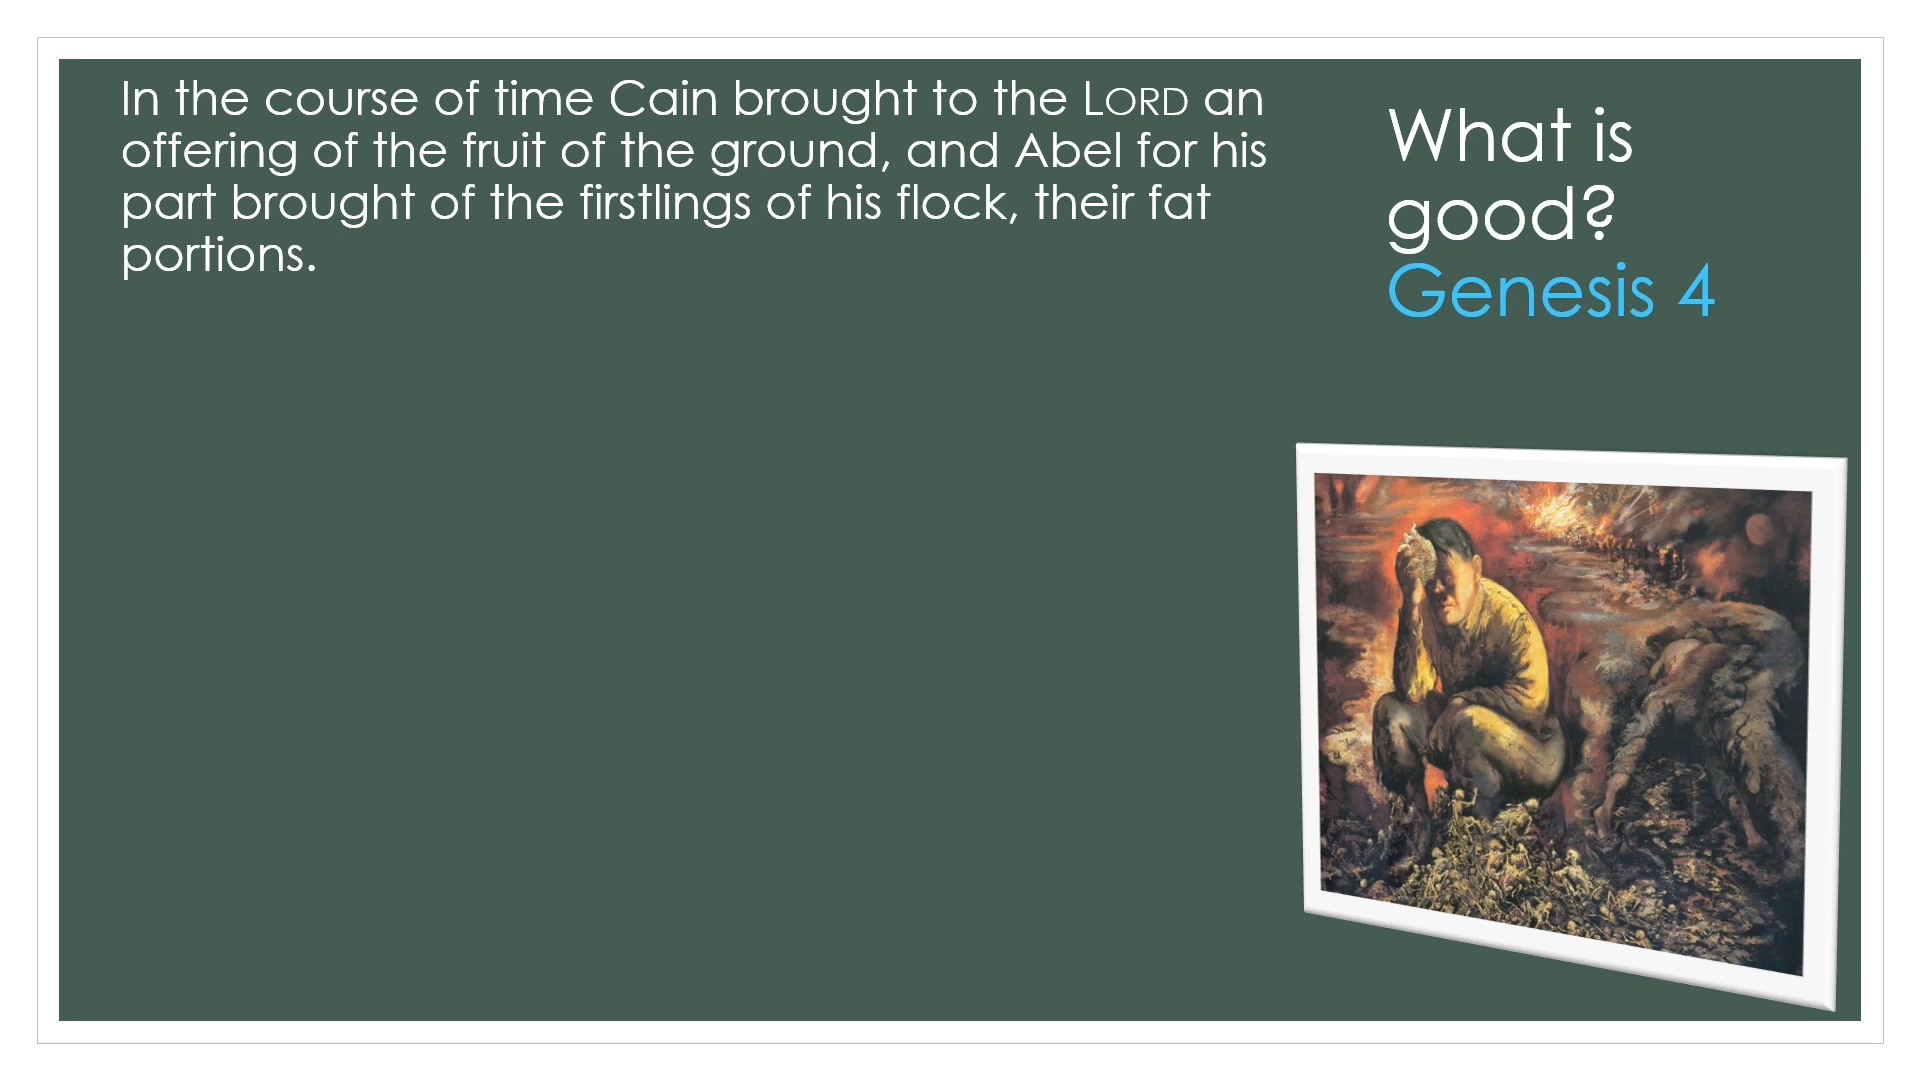 In the course of time Cain brought to the LORD an
offering of the fruit of the ground, and Abel for his
part brought of the firstlings of his flock, their fat
portions.
What is
good?
Genesis 4